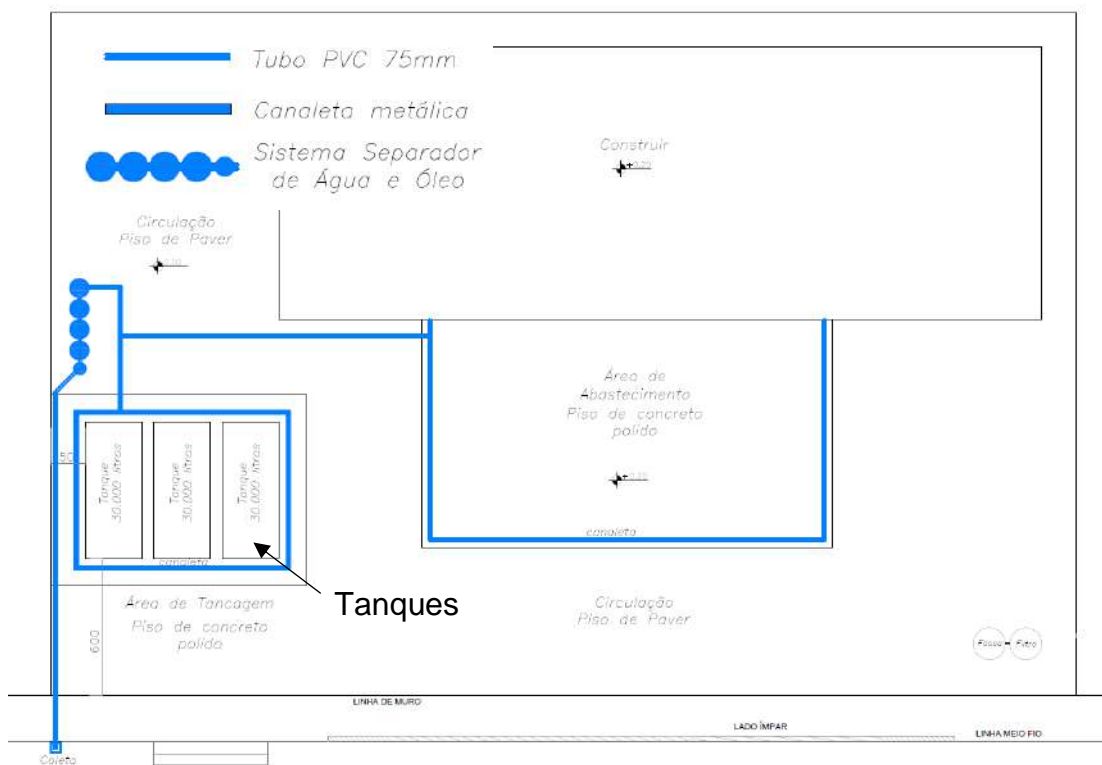 Tubo PVC 75mm
Canaleta metálica
Sistema Separador
de Água e Óleo
Construir
Circulação
Piso de Paver
Área de
Abastecimento
Piso de concreto
polido
canaleta
Tanque
30.000 litros
Tanque
30.000 litros
Tanque
30.000 litros
canaleta
Tanques
Área de Tancagem
Piso de concreto
polido
600
Circulação
Piso de Paver
Fossa
Filtro
LINHA DE MURO
LADO ÍMPAR
LINHA MEIO FIO
Coleta